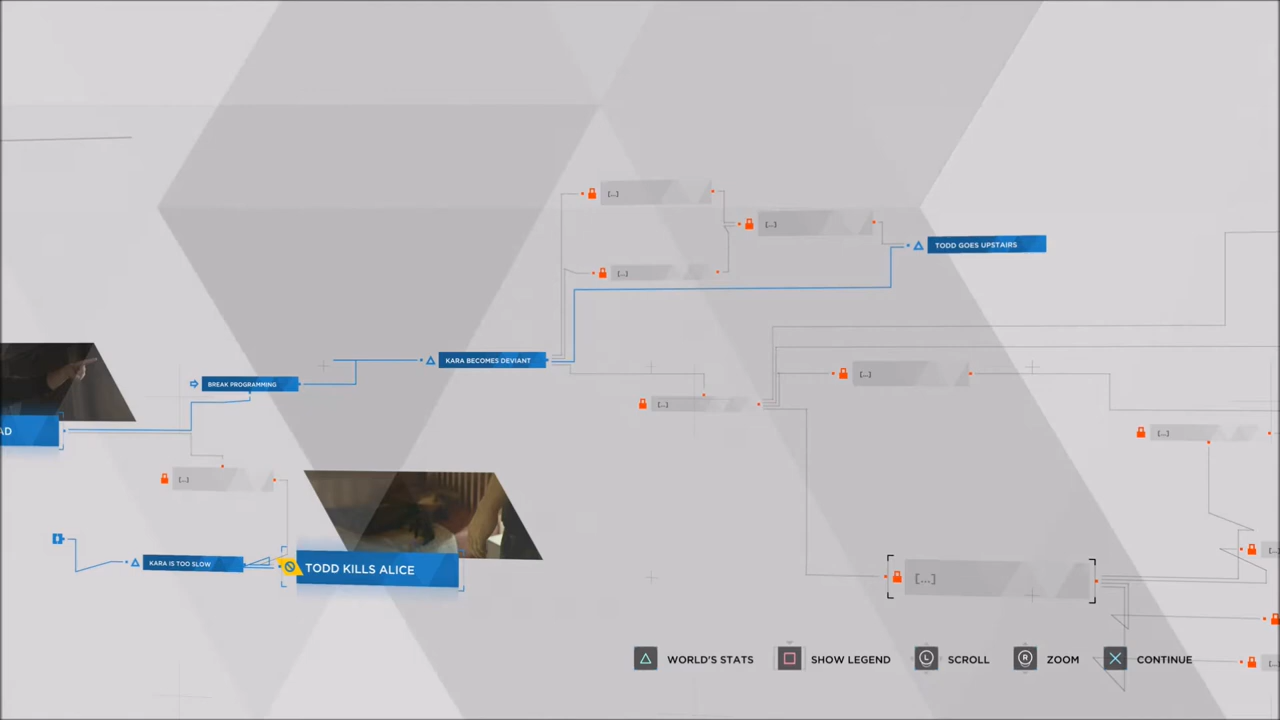 [...]
[...]
TODD GOES UPSTAIRS
[...]
KARA BECOMES DEVIANT
[...]
BREAK PROGRAMMING
[...]
AD
[...]
[...]
KARA IS TOO SLOW
TODD KILLS ALICE
[...]
WORLD'S STATS
SHOW LEGEND
L
SCROLL
R
ZOOM
CONTINUE